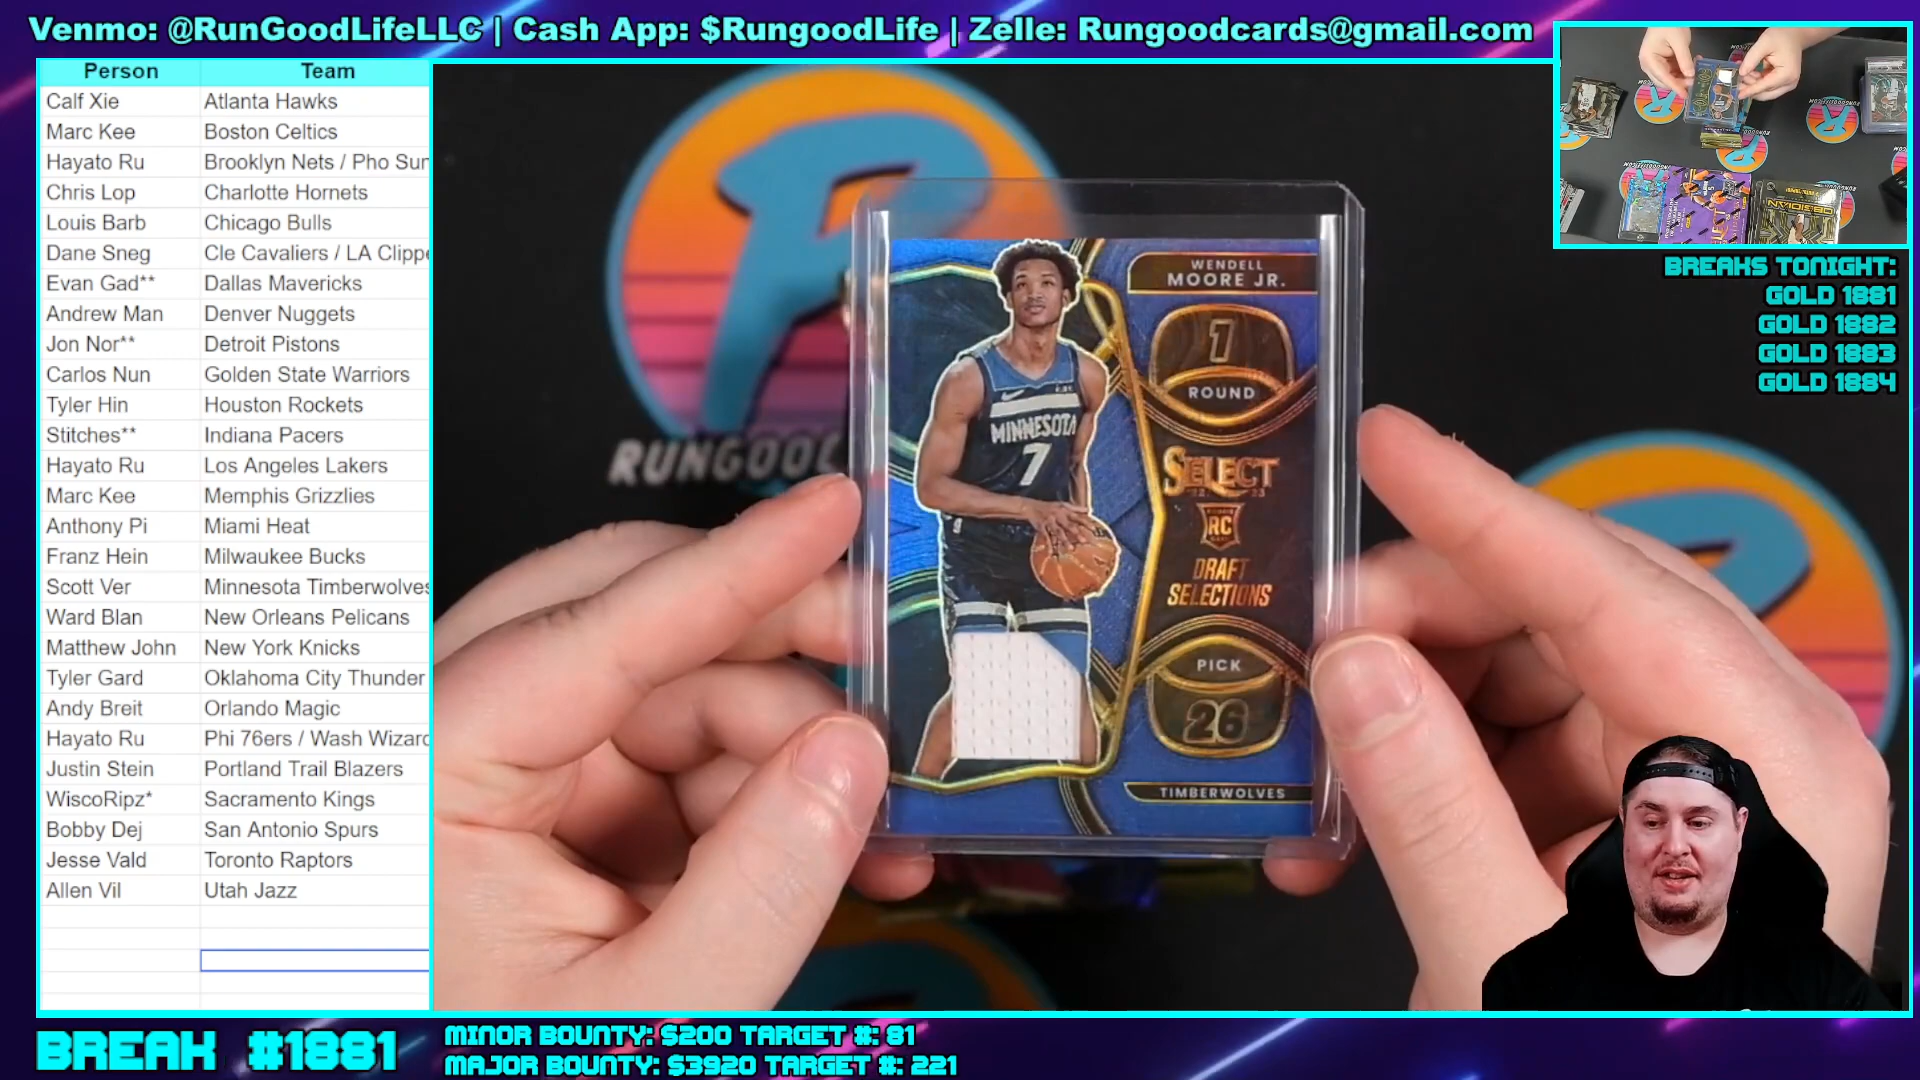 Venmo: @RunGoodLifeLLC | Cash App: $RungoodLife | Zelle: Rungoodcards@gmail.com
Person Team
Calf Xie Atlanta Hawks
Marc Kee Boston Celtics
Hayato Ru Brooklyn Nets / Pho Sun
Chris Lop Charlotte Hornets
Louis Barb Chicago Bulls
Dane Sneg Cle Cavaliers / LA Clippe
Evan Gad** Dallas Mavericks
Andrew Man Denver Nuggets
Jon Nor** Detroit Pistons
Carlos Nun Golden State Warriors
Tyler Hin Houston Rockets
Stitches** Indiana Pacers
Hayato Ru Los Angeles Lakers
Marc Kee Memphis Grizzlies
Anthony Pi Miami Heat
Franz Hein Milwaukee Bucks
Scott Ver Minnesota Timberwolves
Ward Blan New Orleans Pelicans
Matthew John New York Knicks
Tyler Gard Oklahoma City Thunder
Andy Breit Orlando Magic
Hayato Ru Phi 76ers / Wash Wizard
Justin Stein Portland Trail Blazers
WiscoRipz* Sacramento Kings
Bobby Dej San Antonio Spurs
Jesse Vald Toronto Raptors
Allen Vil Utah Jazz
RUNGOOD
WENDELL
MOORE JR.
1
ROUND
SELECT
RC
DRAFT
SELECTIONS
PICK
26
TIMBERWOLVES
MINNESOTA
7
OBSIDIAN
SELECT
BREAKS TONIGHT:
GOLD 1881
GOLD 1882
GOLD 1883
GOLD 1884
BREAK #1881
MINOR BOUNTY: $200 TARGET #: 81
MAJOR BOUNTY: $3920 TARGET #: 221